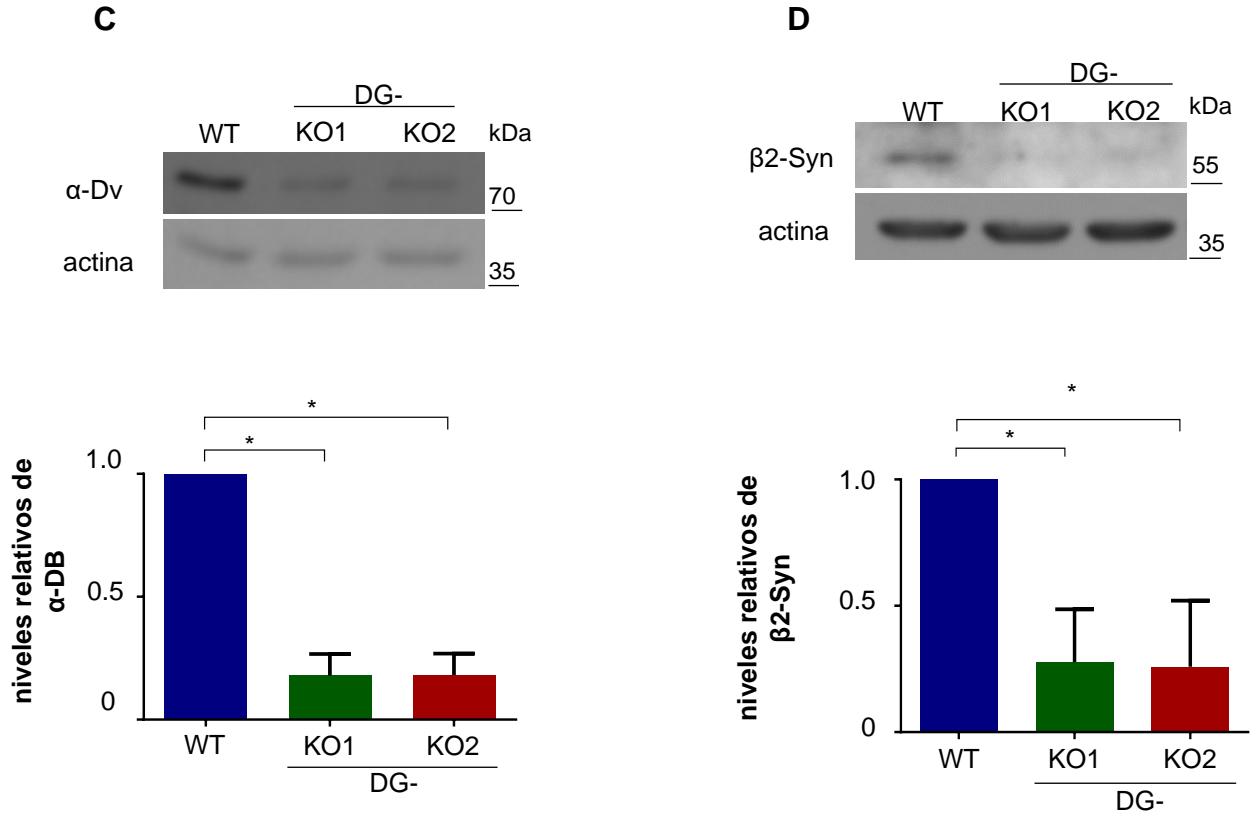 C
DG-
WT KO1 KO2 kDa
α-Dv
70
actina
35
*
*
niveles relativos de
α-DB
1.0
0.5
0
WT KO1 KO2
DG-
D
DG-
WT KO1 KO2 kDa
β2-Syn
55
actina
35
*
*
niveles relativos de
β2-Syn
1.0
0.5
0
WT KO1 KO2
DG-